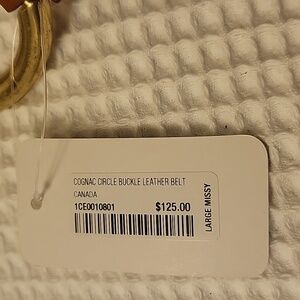 COGNAC CIRCLE BUCKLE LEATHER BELT
CANADA
1CE0010801 $125.00
LARGE MISSY